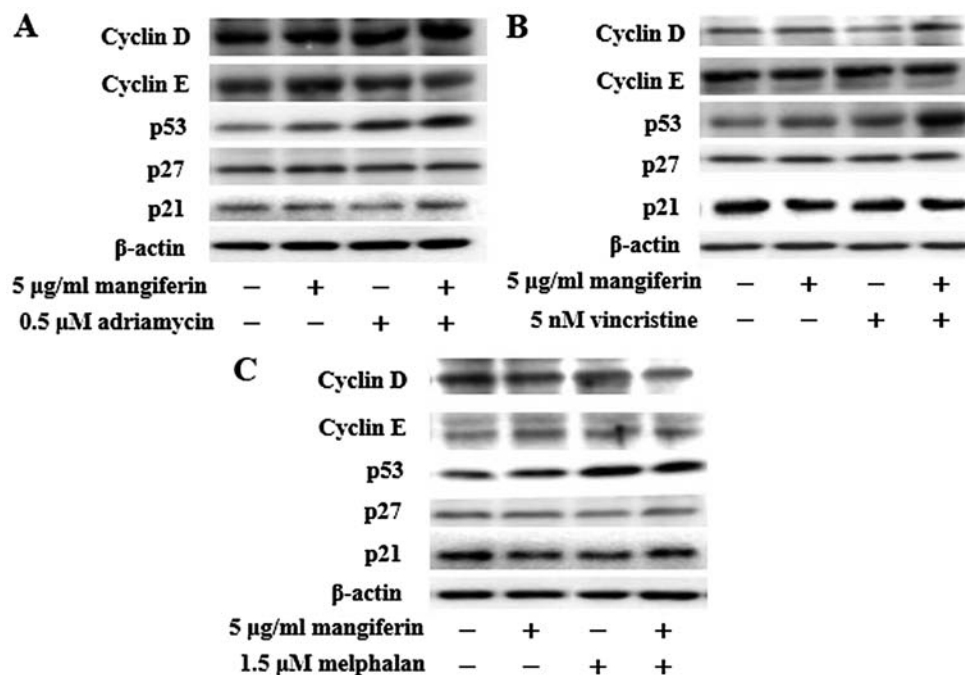 A
Cyclin D
Cyclin E
p53
p27
p21
β-actin
5 μg/ml mangiferin − + − +
0.5 μM adriamycin − − + +
B
Cyclin D
Cyclin E
p53
p27
p21
β-actin
5 μg/ml mangiferin − + − +
5 nM vincristine − − + +
C
Cyclin D
Cyclin E
p53
p27
p21
β-actin
5 μg/ml mangiferin − + − +
1.5 μM melphalan − − + +